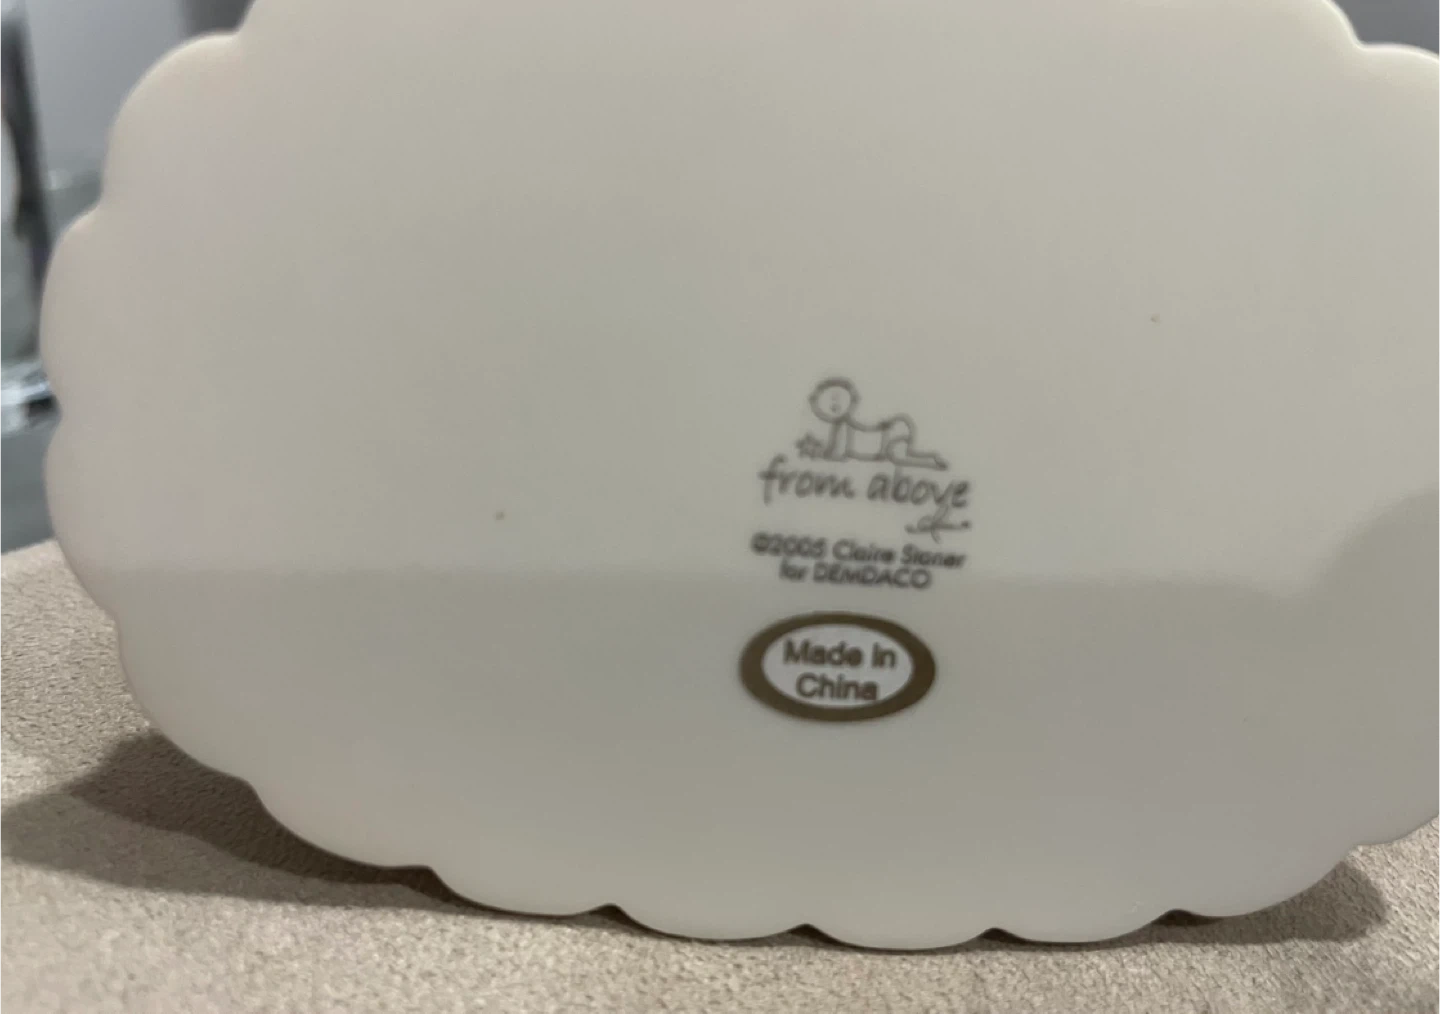 from above
©2005 Claire Stoner
for DEMDACO
Made in
China